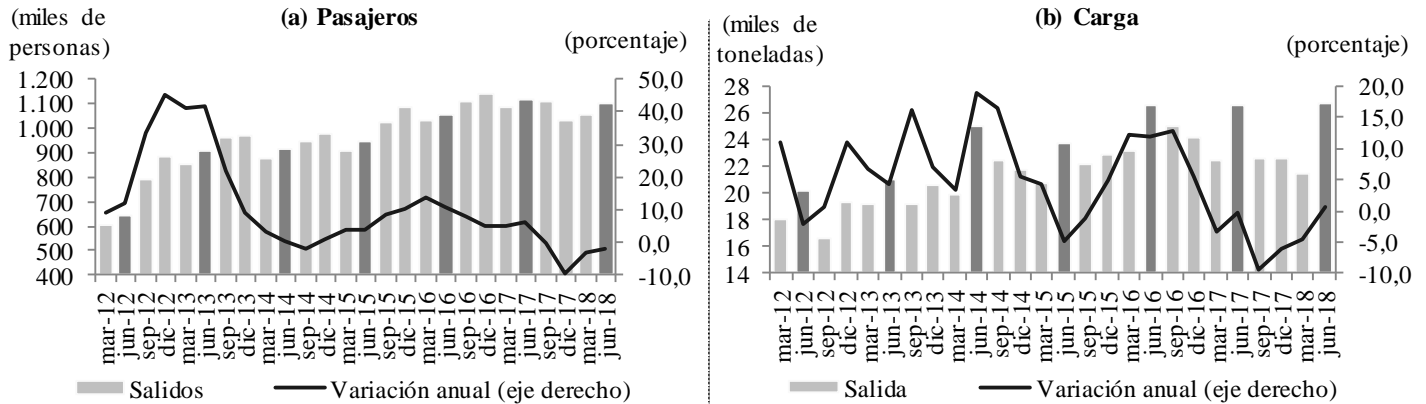 (a) Pasajeros
(miles de
personas)
(porcentaje)
1.200
1.100
1.000
900
800
700
600
500
400
50,0
40,0
30,0
20,0
10,0
0,0
-10,0
mar-12
jun-12
sep-12
dic-12
mar-13
jun-13
sep-13
dic-13
mar-14
jun-14
sep-14
dic-14
mar-15
jun-15
sep-15
dic-15
mar-16
jun-16
sep-16
dic-16
mar-17
jun-17
sep-17
dic-17
mar-18
jun-18
Salidos
Variación anual (eje derecho)
(b) Carga
(miles de
toneladas)
(porcentaje)
28
26
24
22
20
18
16
14
20,0
15,0
10,0
5,0
0,0
-5,0
-10,0
mar-12
jun-12
sep-12
dic-12
mar-13
jun-13
sep-13
dic-13
mar-14
jun-14
sep-14
dic-14
mar-15
jun-15
sep-15
dic-15
mar-16
jun-16
sep-16
dic-16
mar-17
jun-17
sep-17
dic-17
mar-18
jun-18
Salida
Variación anual (eje derecho)